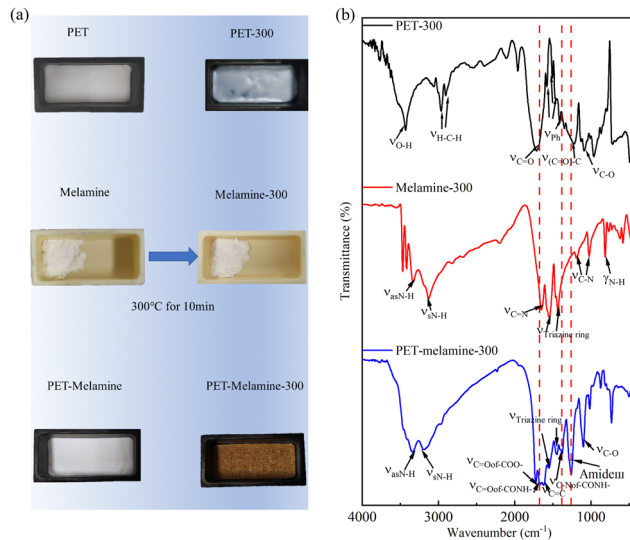 (a)
PET
PET-300
Melamine
Melamine-300
300°C for 10min
PET-Melamine
PET-Melamine-300
(b)
PET-300
νO-H
νH-C-H
νC=O
νPh
ν(C=O)-C
νC-O
Melamine-300
νasN-H
νsN-H
νC=N
νTriazine ring
νC-N
γN-H
PET-melamine-300
νasN-H
νsN-H
νTriazine ring
νC=Oof-COO-
νC=Oof-CONH-
νC=C
νO-Nof-CONH-
AmideⅢ
νC-O
Transmittance (%)
4000
3000
2000
1000
Wavenumber (cm⁻¹)